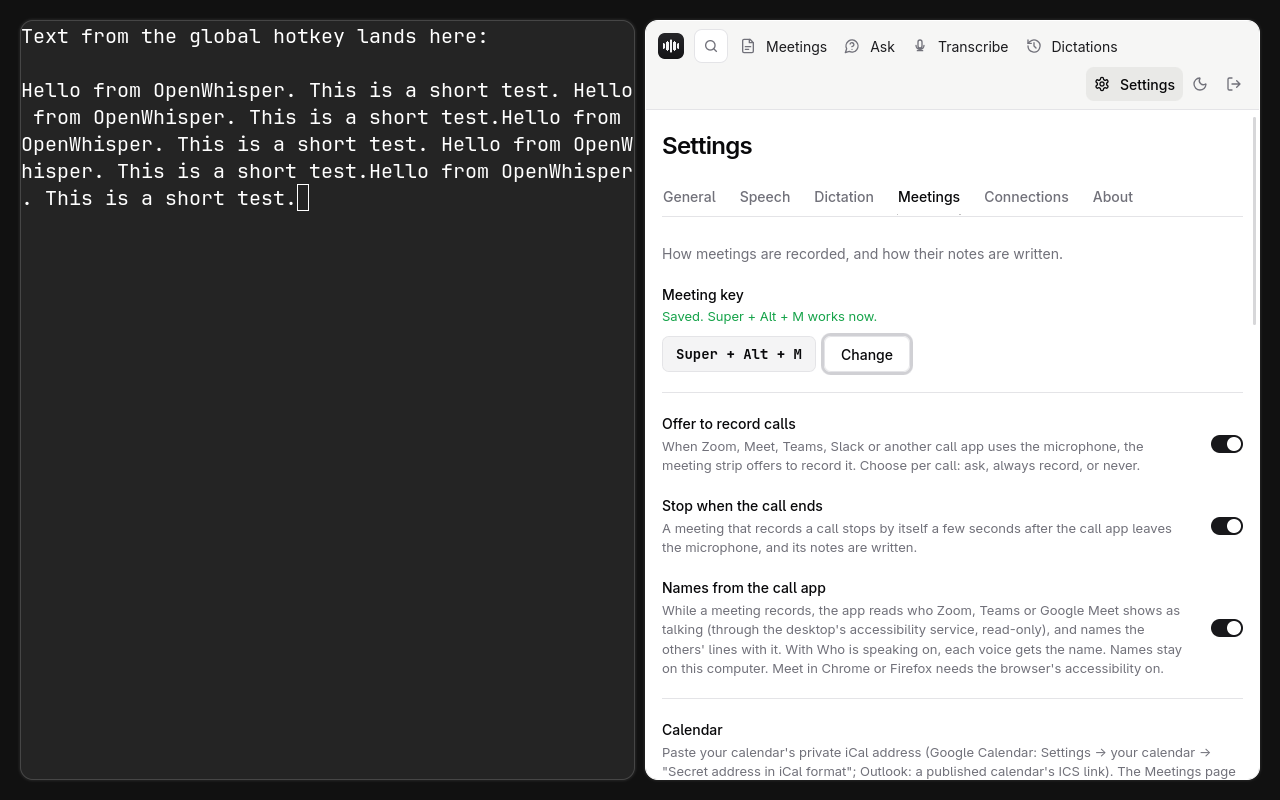 Text from the global hotkey lands here:
Hello from OpenWhisper. This is a short test. Hello
from OpenWhisper. This is a short test.Hello from
OpenWhisper. This is a short test. Hello from OpenW
hisper. This is a short test.Hello from OpenWhisper
. This is a short test.
Meetings
Ask
Transcribe
Dictations
Settings
Settings
General
Speech
Dictation
Meetings
Connections
About
How meetings are recorded, and how their notes are written.
Meeting key
Saved. Super + Alt + M works now.
Super + Alt + M
Change
Offer to record calls
When Zoom, Meet, Teams, Slack or another call app uses the microphone, the
meeting strip offers to record it. Choose per call: ask, always record, or never.
Stop when the call ends
A meeting that records a call stops by itself a few seconds after the call app leaves
the microphone, and its notes are written.
Names from the call app
While a meeting records, the app reads who Zoom, Teams or Google Meet shows as
talking (through the desktop's accessibility service, read-only), and names the
others' lines with it. With Who is speaking on, each voice gets the name. Names stay
on this computer. Meet in Chrome or Firefox needs the browser's accessibility on.
Calendar
Paste your calendar's private iCal address (Google Calendar: Settings → your calendar →
"Secret address in iCal format"; Outlook: a published calendar's ICS link). The Meetings page